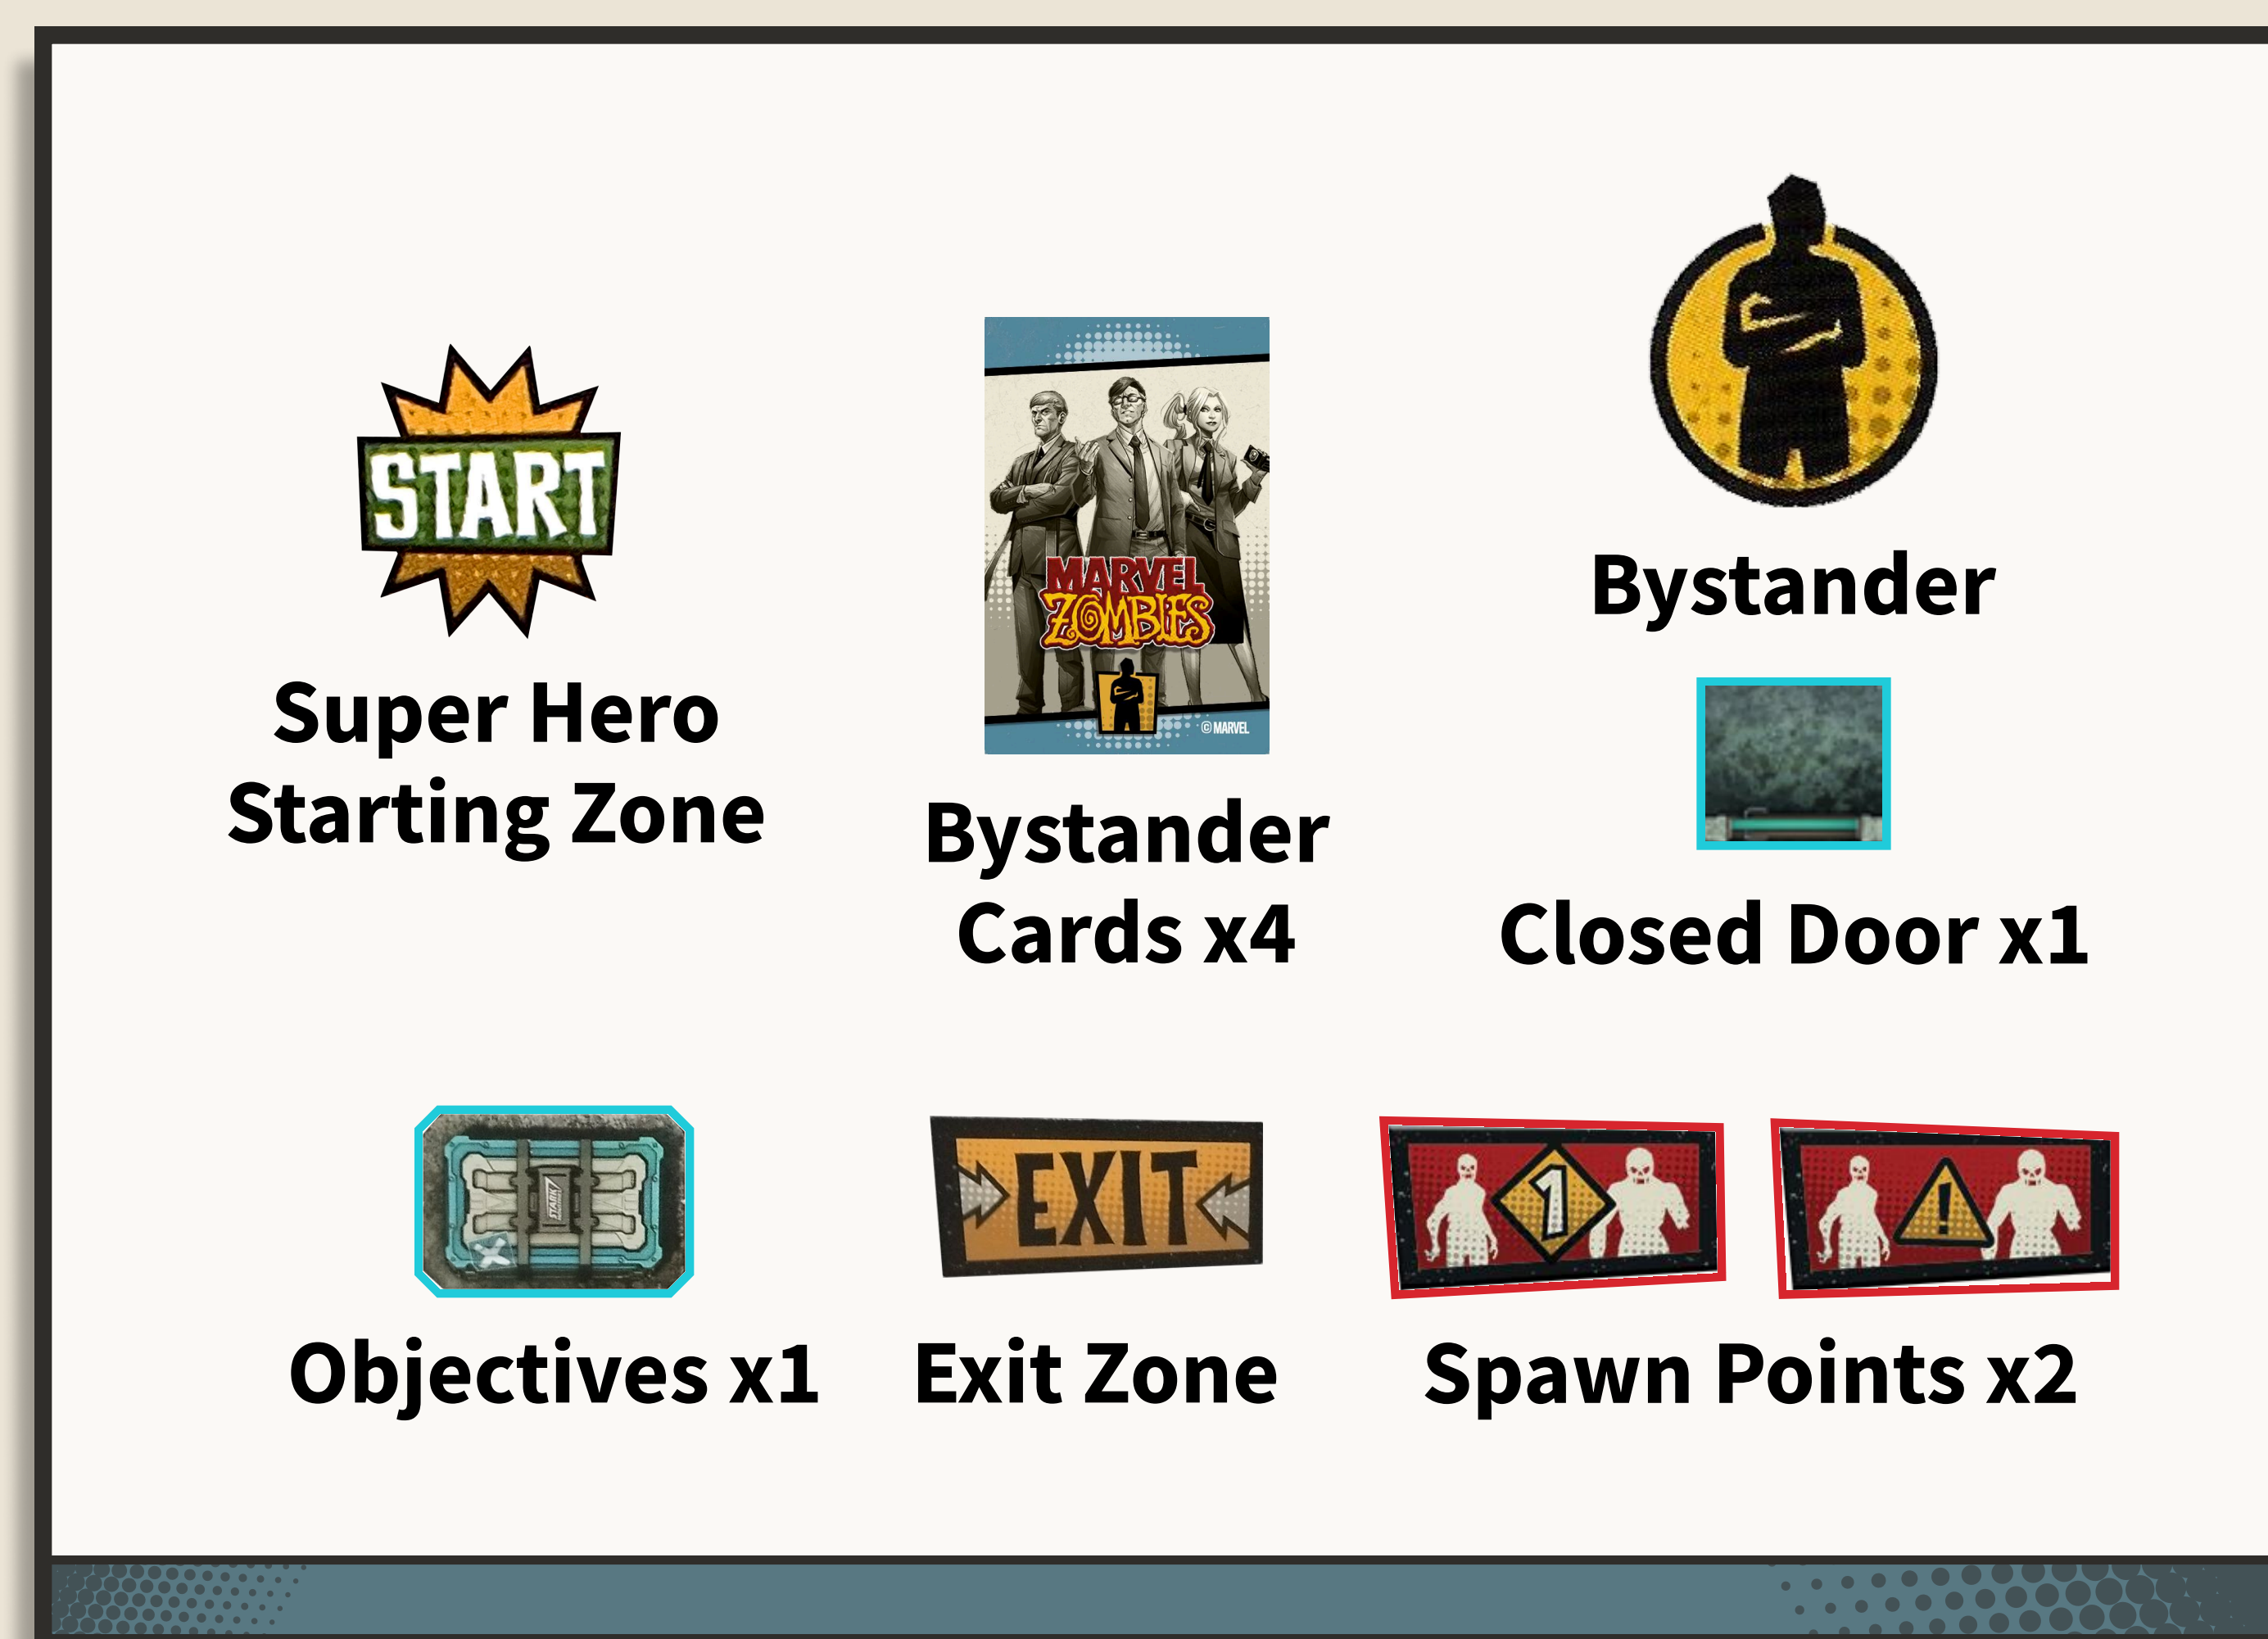 START
Super Hero
Starting Zone
MARVEL
ZOMBIES
© MARVEL
Bystander
Cards x4
Bystander
Closed Door x1
STARK
Objectives x1
EXIT
Exit Zone
1
!
Spawn Points x2